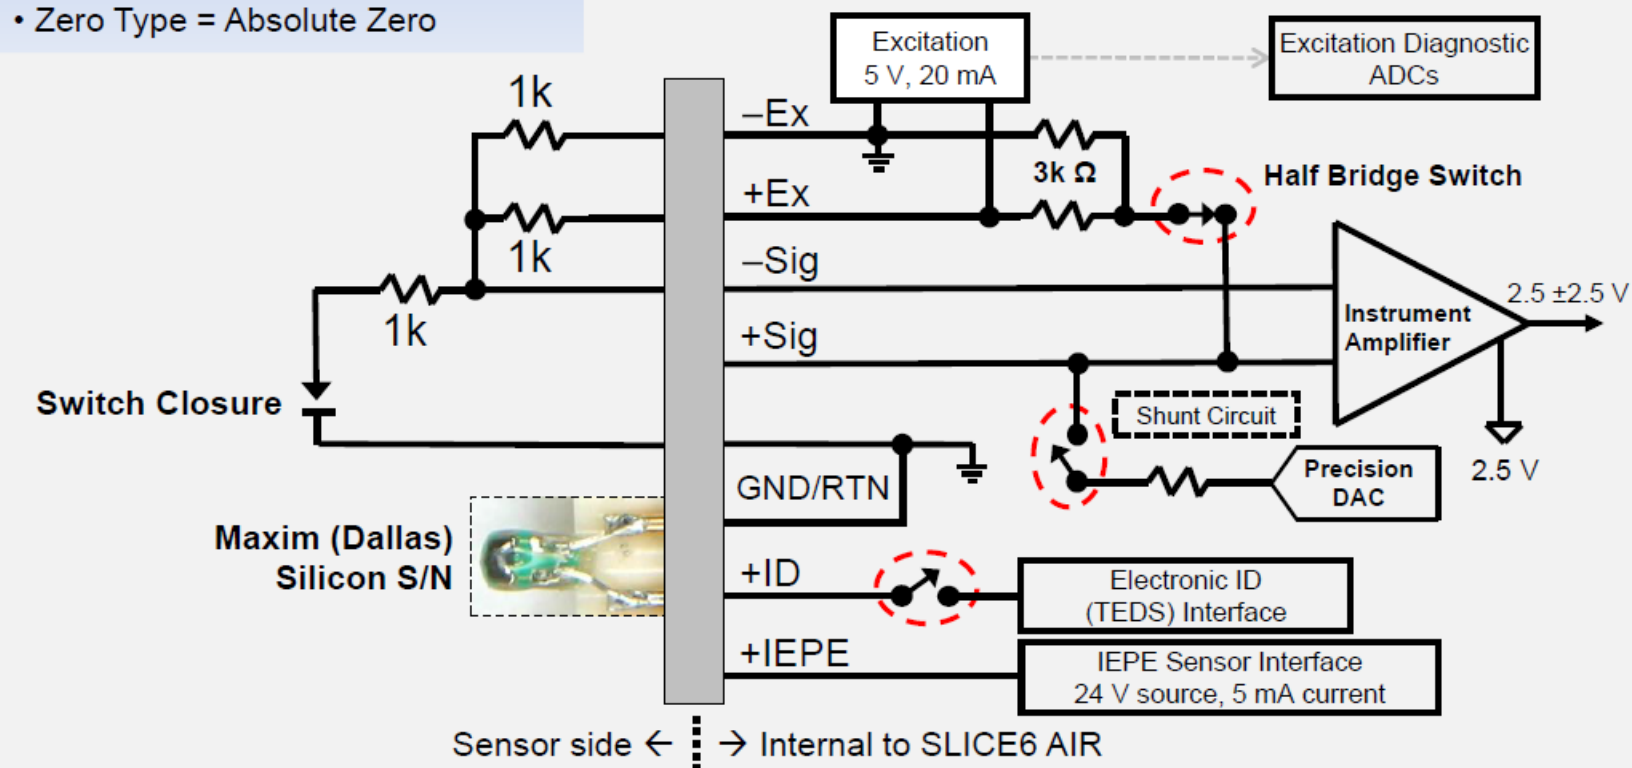 • Zero Type = Absolute Zero
Excitation
5 V, 20 mA
Excitation Diagnostic
ADCs
1k
–Ex
3k Ω
Half Bridge Switch
+Ex
1k
–Sig
1k
2.5 ±2.5 V
Instrument
Amplifier
+Sig
Switch Closure
Shunt Circuit
Precision
DAC
2.5 V
GND/RTN
Maxim (Dallas)
Silicon S/N
+ID
Electronic ID
(TEDS) Interface
+IEPE
IEPE Sensor Interface
24 V source, 5 mA current
Sensor side ← → Internal to SLICE6 AIR